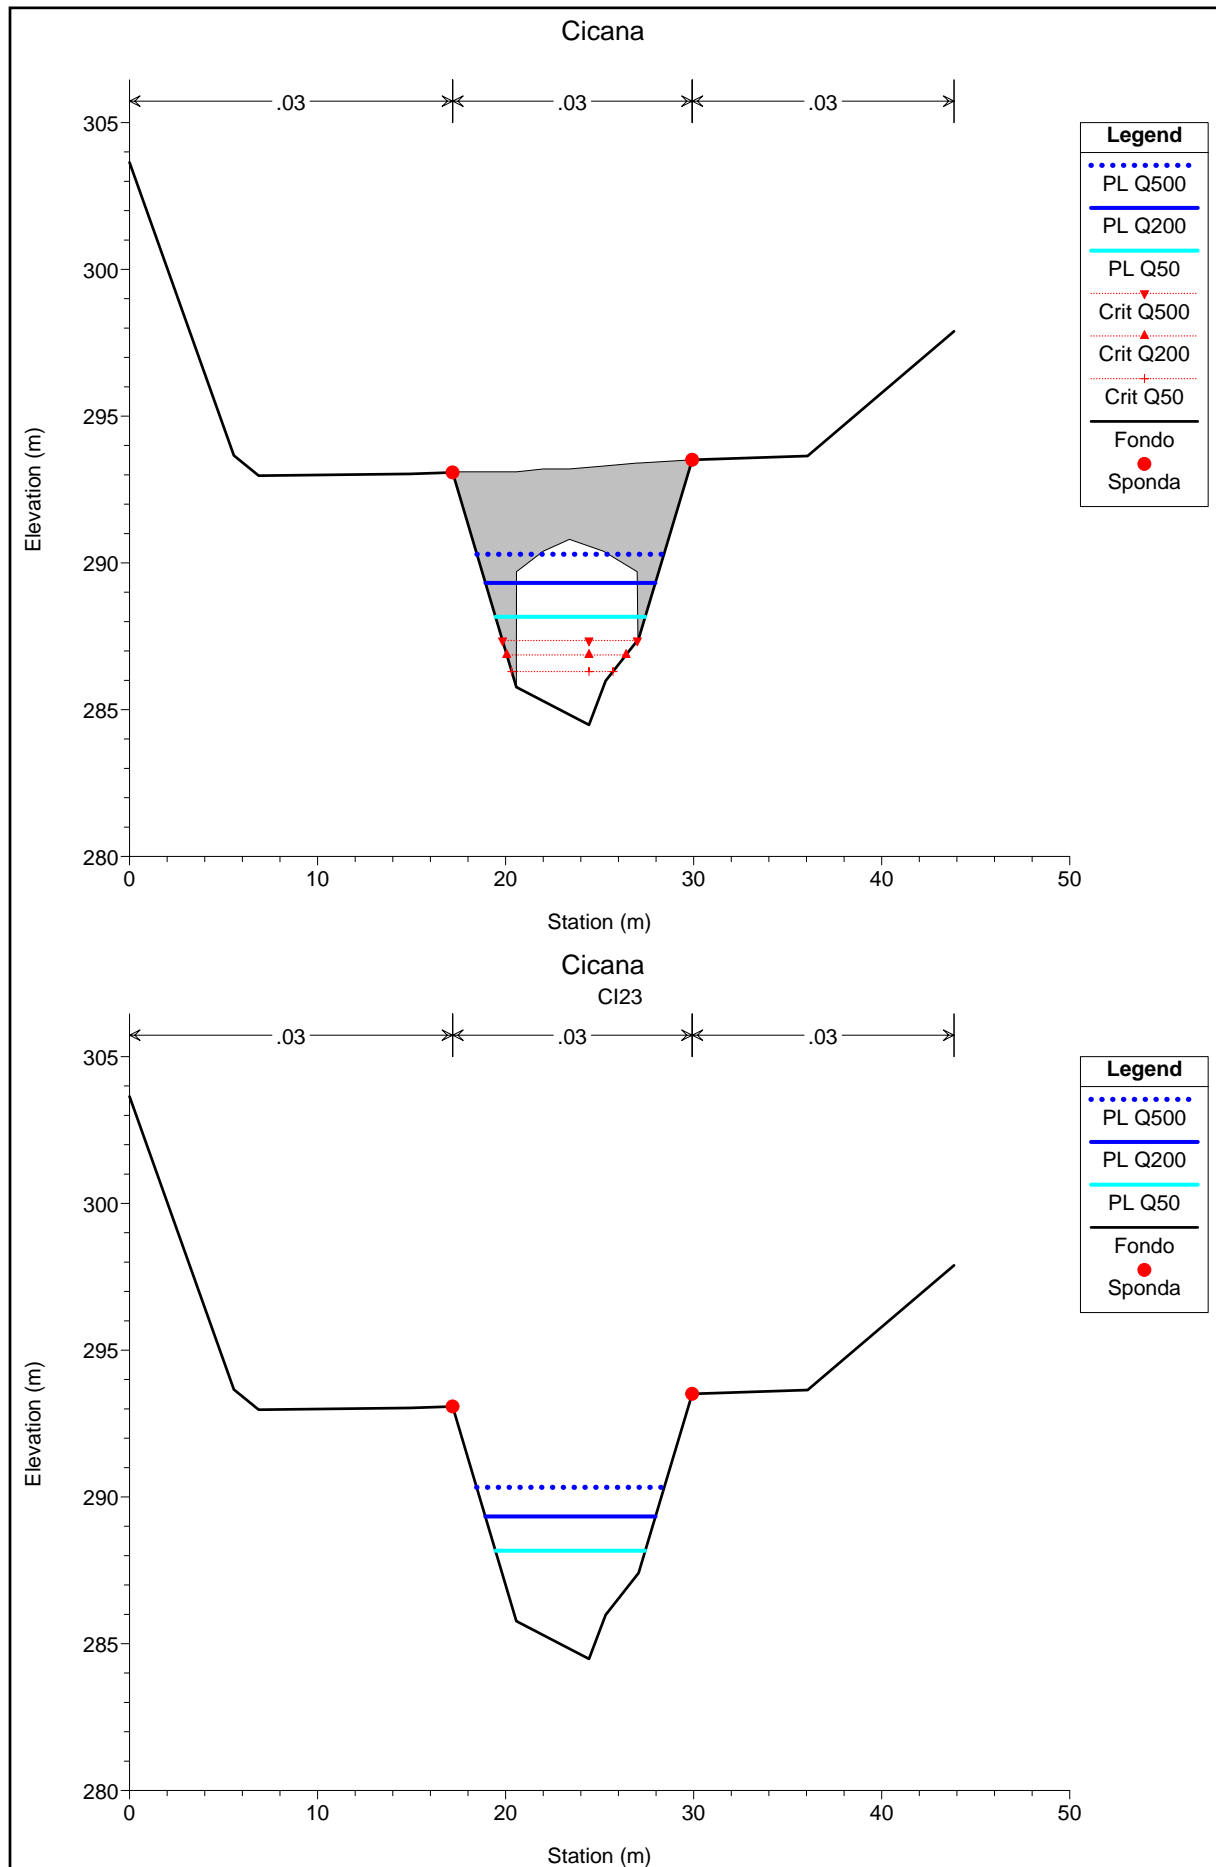 Cicana
.03 .03 .03
Legend
PL Q500
PL Q200
PL Q50
Crit Q500
Crit Q200
Crit Q50
Fondo
Sponda
305
300
295
290
285
280
Elevation (m)
0 10 20 30 40 50
Station (m)
Cicana
CI23
.03 .03 .03
Legend
PL Q500
PL Q200
PL Q50
Fondo
Sponda
305
300
295
290
285
280
Elevation (m)
0 10 20 30 40 50
Station (m)